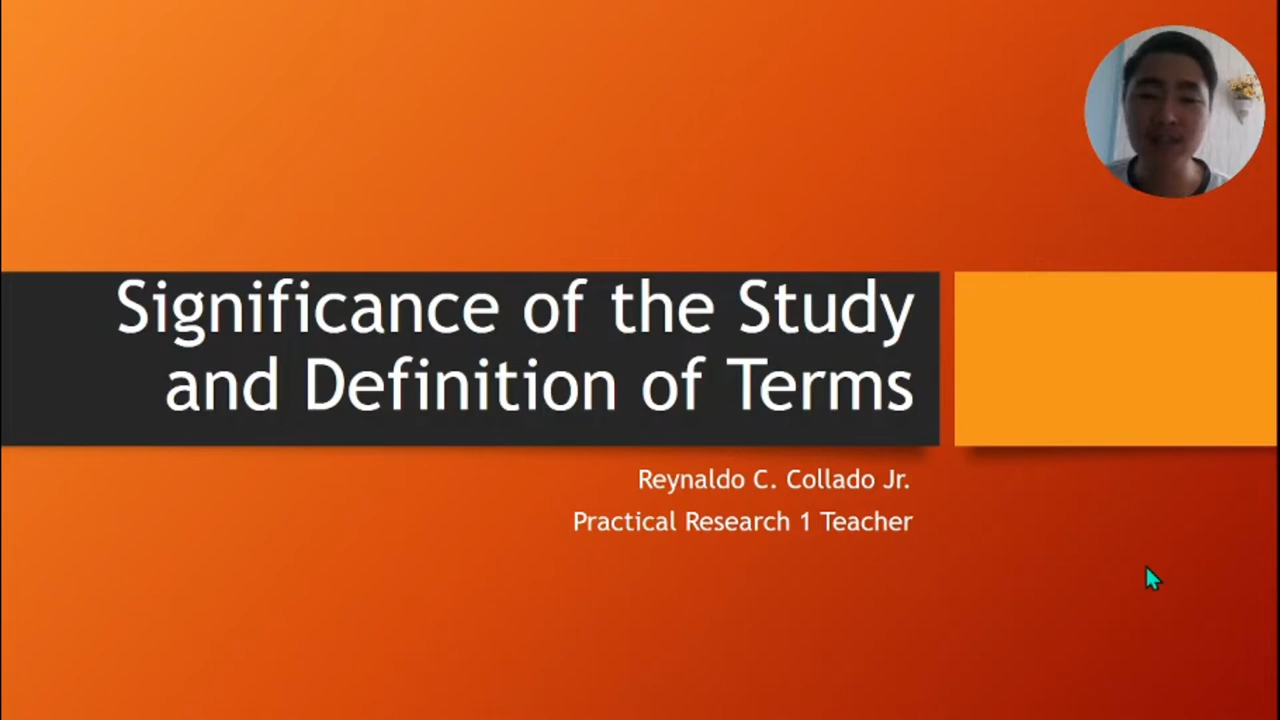 Significance of the Study
and Definition of Terms
Reynaldo C. Collado Jr.
Practical Research 1 Teacher